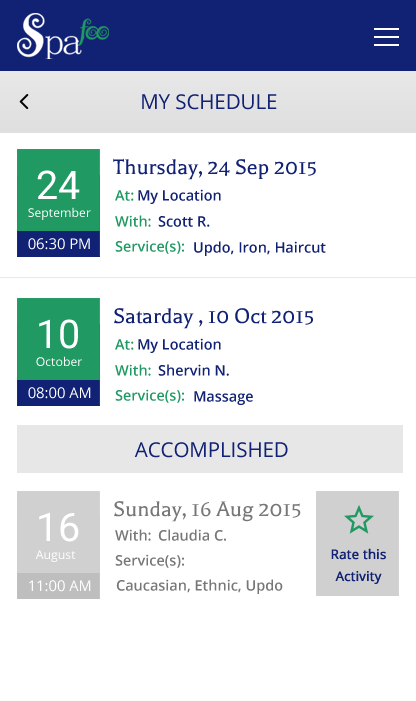 Spafoo
MY SCHEDULE
24
September
06:30 PM
Thursday, 24 Sep 2015
At: My Location
With: Scott R.
Service(s): Updo, Iron, Haircut
10
October
08:00 AM
Satarday , 10 Oct 2015
At: My Location
With: Shervin N.
Service(s): Massage
ACCOMPLISHED
16
August
11:00 AM
Sunday, 16 Aug 2015
With: Claudia C.
Service(s):
Caucasian, Ethnic, Updo
Rate this
Activity